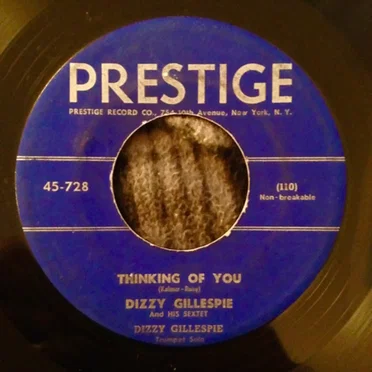 PRESTIGE
PRESTIGE RECORD CO., 754-10th Avenue, New York, N. Y.
45-728
(110)
Non-breakable
THINKING OF YOU
(Kalmar-Ruby)
DIZZY GILLESPIE
And HIS SEXTET
DIZZY GILLESPIE
Trumpet Solo